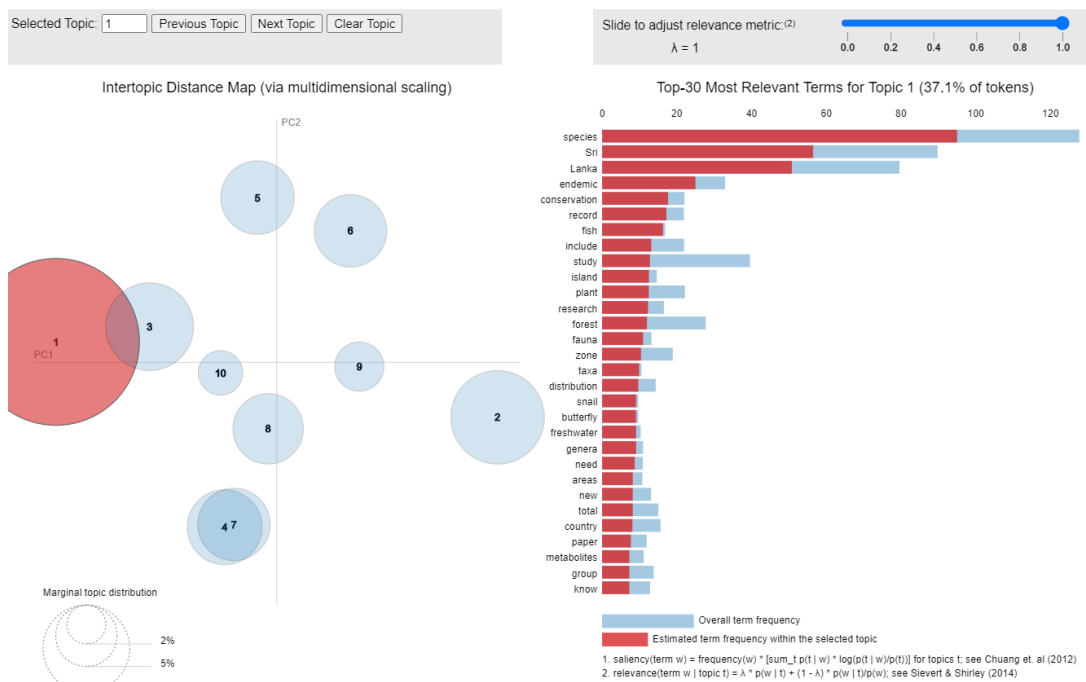 Selected Topic: 1 Previous Topic Next Topic Clear Topic
Slide to adjust relevance metric:(2)
λ = 1
0.0 0.2 0.4 0.6 0.8 1.0
Intertopic Distance Map (via multidimensional scaling)
PC2
PC1
5
6
1
3
10
9
2
8
4 7
Marginal topic distribution
2%
5%
Top-30 Most Relevant Terms for Topic 1 (37.1% of tokens)
0 20 40 60 80 100 120
species
Sri
Lanka
endemic
conservation
record
fish
include
study
island
plant
research
forest
fauna
zone
taxa
distribution
snail
butterfly
freshwater
genera
need
areas
new
total
country
paper
metabolites
group
know
Overall term frequency
Estimated term frequency within the selected topic
1. saliency(term w) = frequency(w) * [sum_t p(t | w) * log(p(t | w)/p(t))] for topics t; see Chuang et. al (2012)
2. relevance(term w | topic t) = λ * p(w | t) + (1 - λ) * p(w | t)/p(w); see Sievert & Shirley (2014)